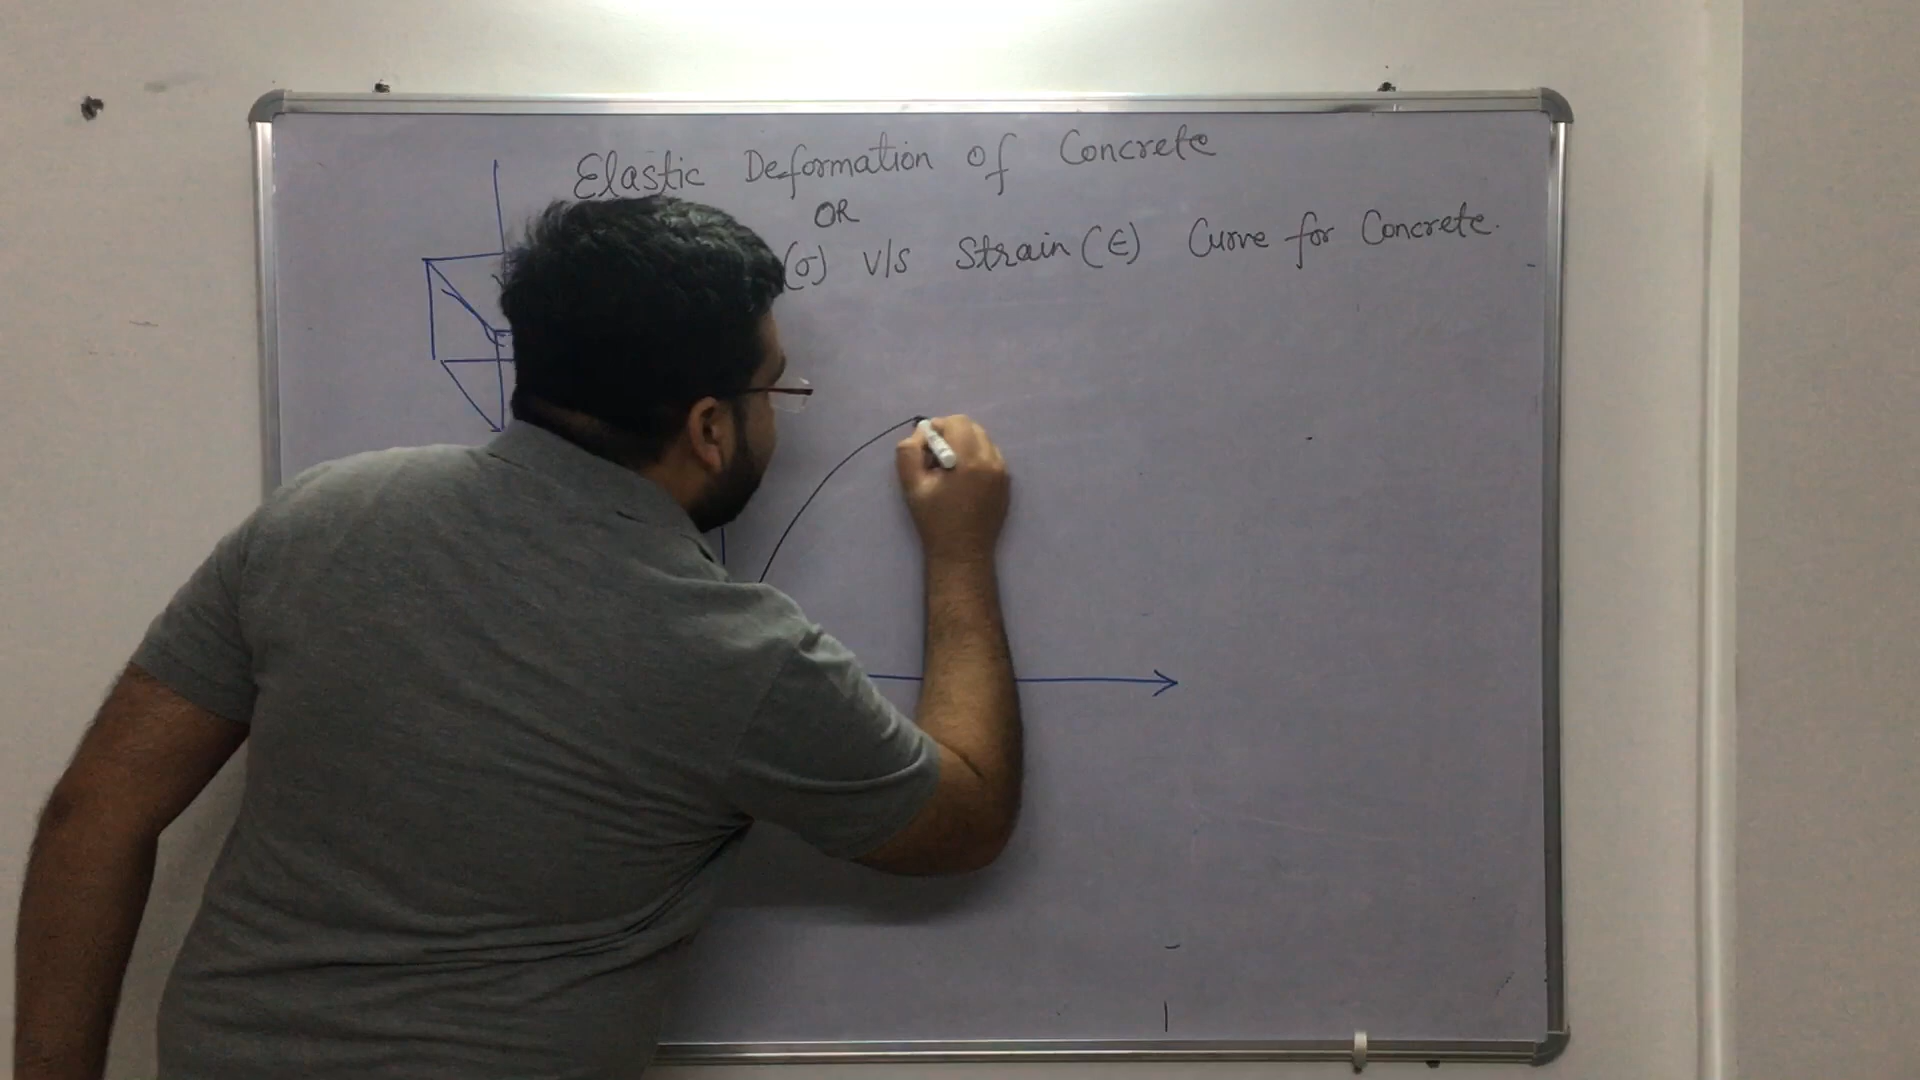 Elastic Deformation of Concrete
OR
(σ) v/s Strain (ϵ) Curve for Concrete.